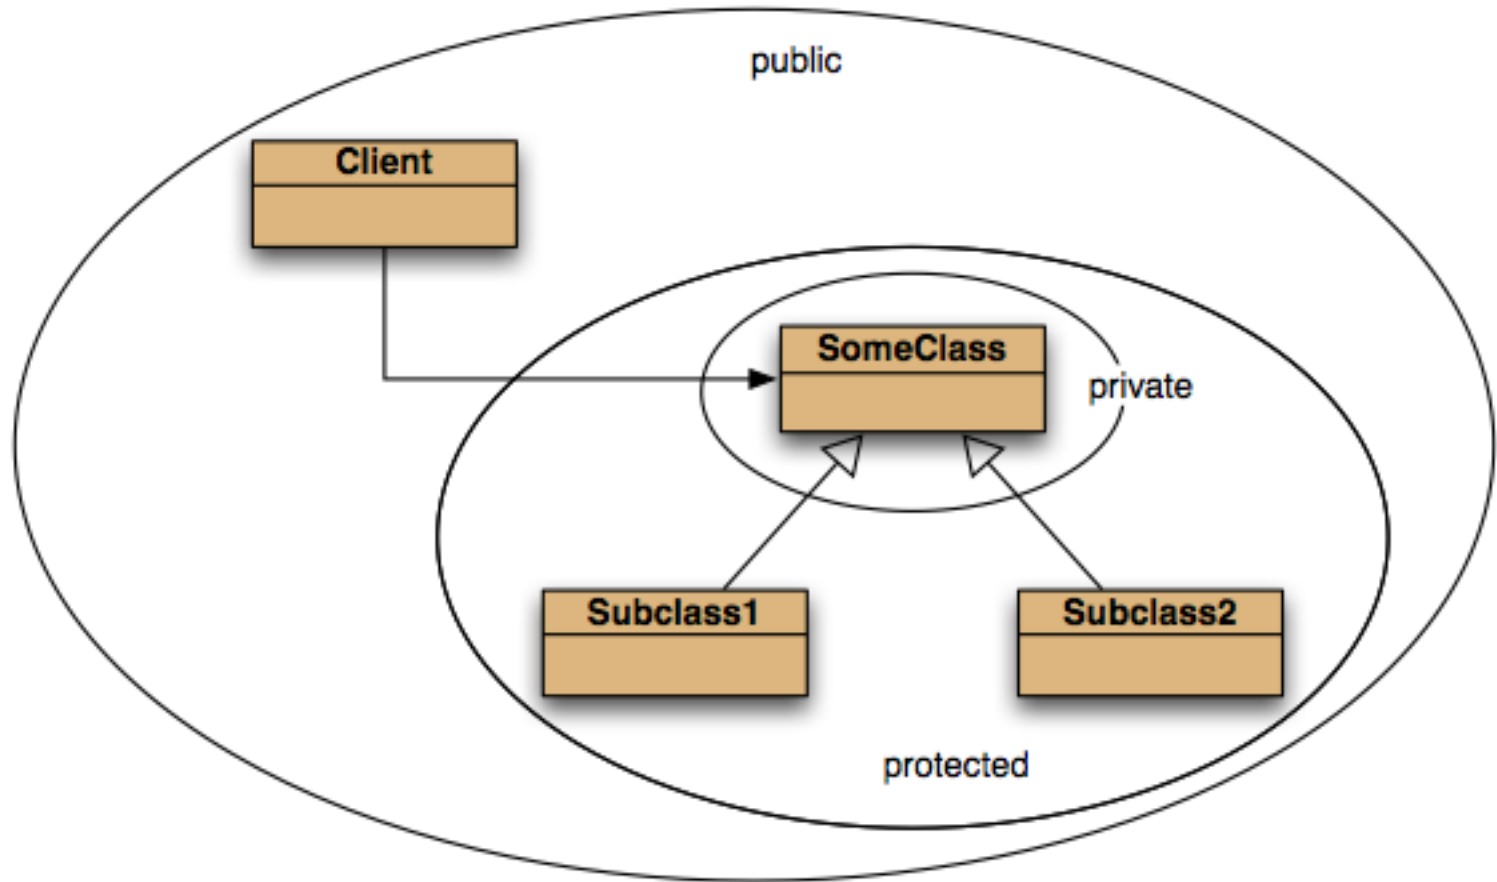 public
Client
SomeClass
private
Subclass1
Subclass2
protected